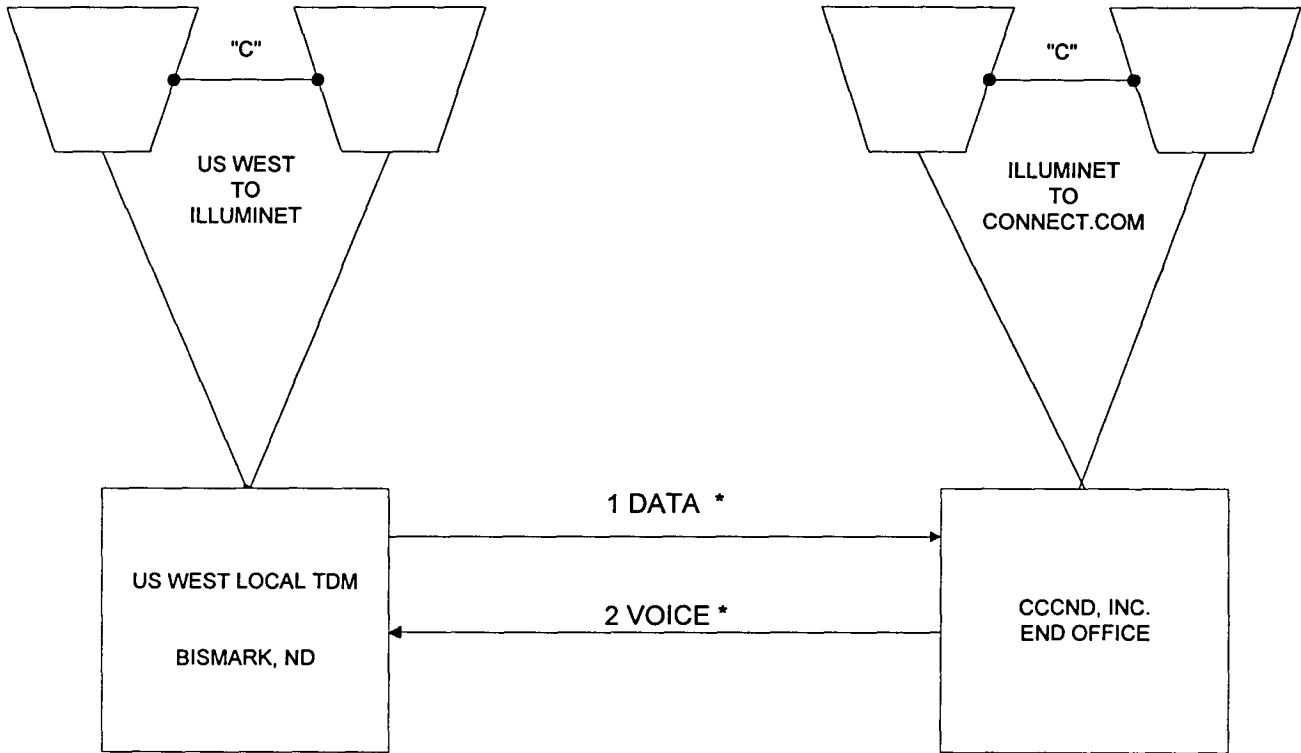 "C"
"C"
US WEST
TO
ILLUMINET
ILLUMINET
TO
CONNECT.COM
1 DATA *
US WEST LOCAL TDM
BISMARK, ND
2 VOICE *
CCCND, INC.
END OFFICE